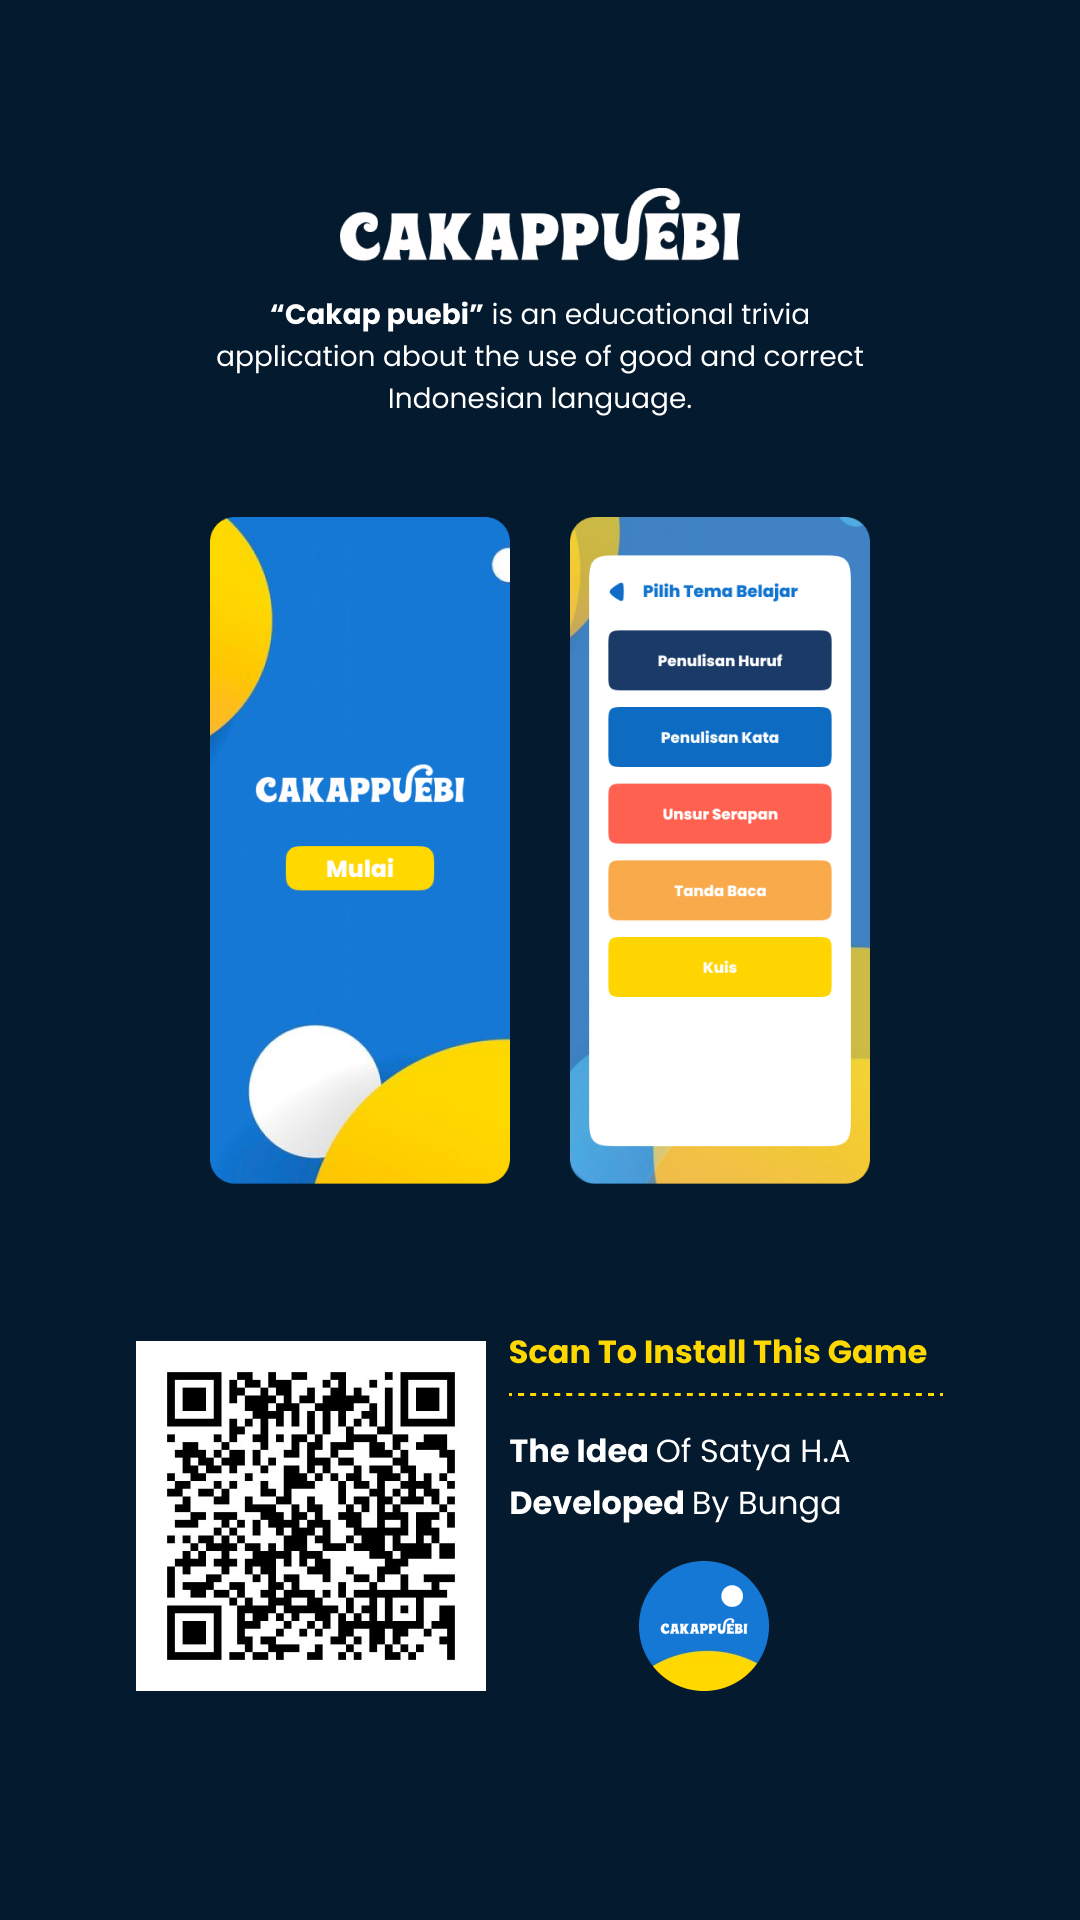 CAKAPPUEBI
“Cakap puebi” is an educational trivia
application about the use of good and correct
Indonesian language.
CAKAPPUEBI
Mulai
Pilih Tema Belajar
Penulisan Huruf
Penulisan Kata
Unsur Serapan
Tanda Baca
Kuis
Scan To Install This Game
The Idea Of Satya H.A
Developed By Bunga
CAKAPPUEBI